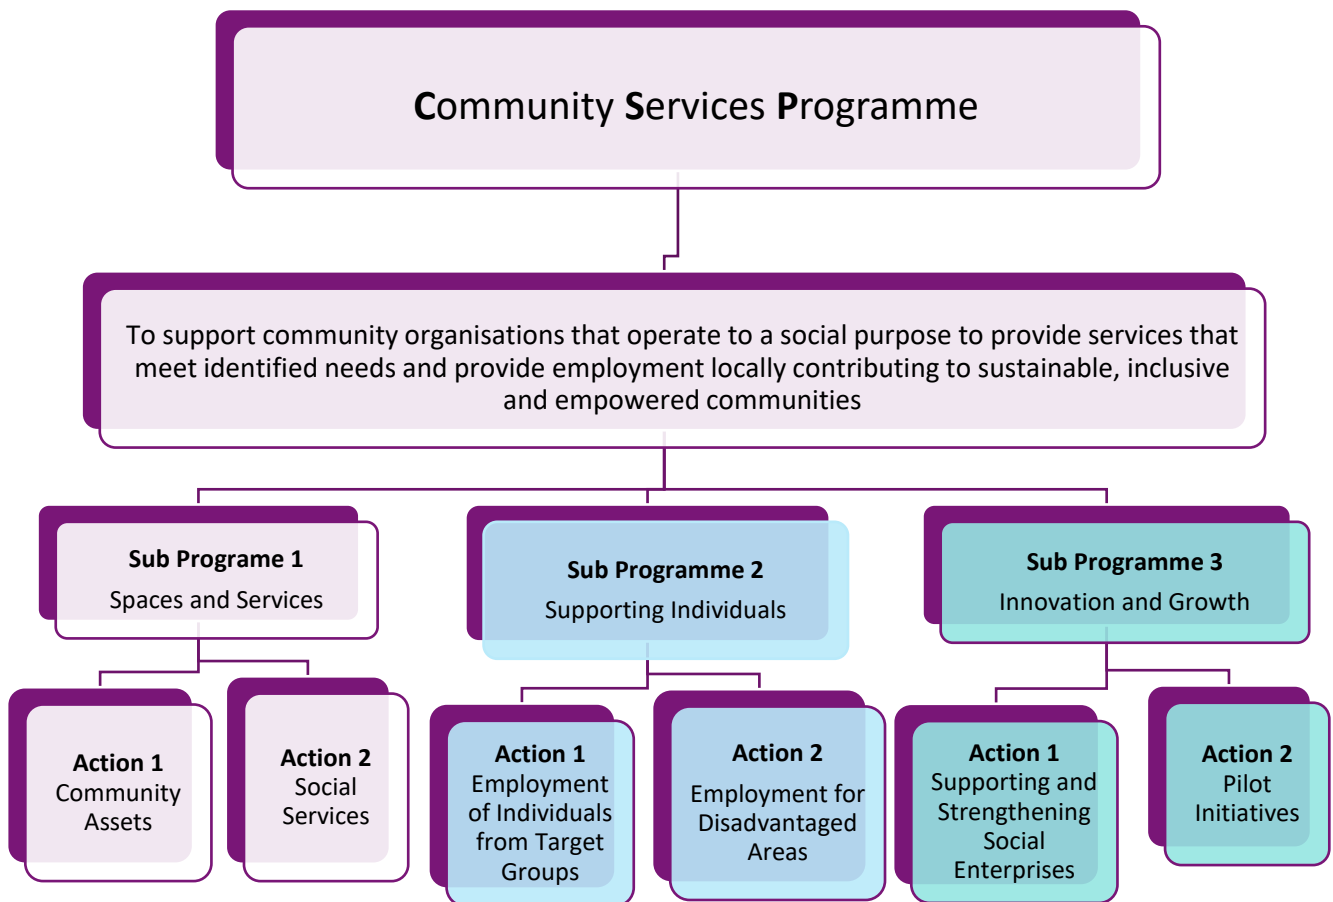 Community Services Programme
To support community organisations that operate to a social purpose to provide services that
meet identified needs and provide employment locally contributing to sustainable, inclusive
and empowered communities
Sub Programe 1
Spaces and Services
Sub Programme 2
Supporting Individuals
Sub Programme 3
Innovation and Growth
Action 1
Community
Assets
Action 2
Social
Services
Action 1
Employment
of Individuals
from Target
Groups
Action 2
Employment for
Disadvantaged
Areas
Action 1
Supporting and
Strengthening
Social
Enterprises
Action 2
Pilot
Initiatives